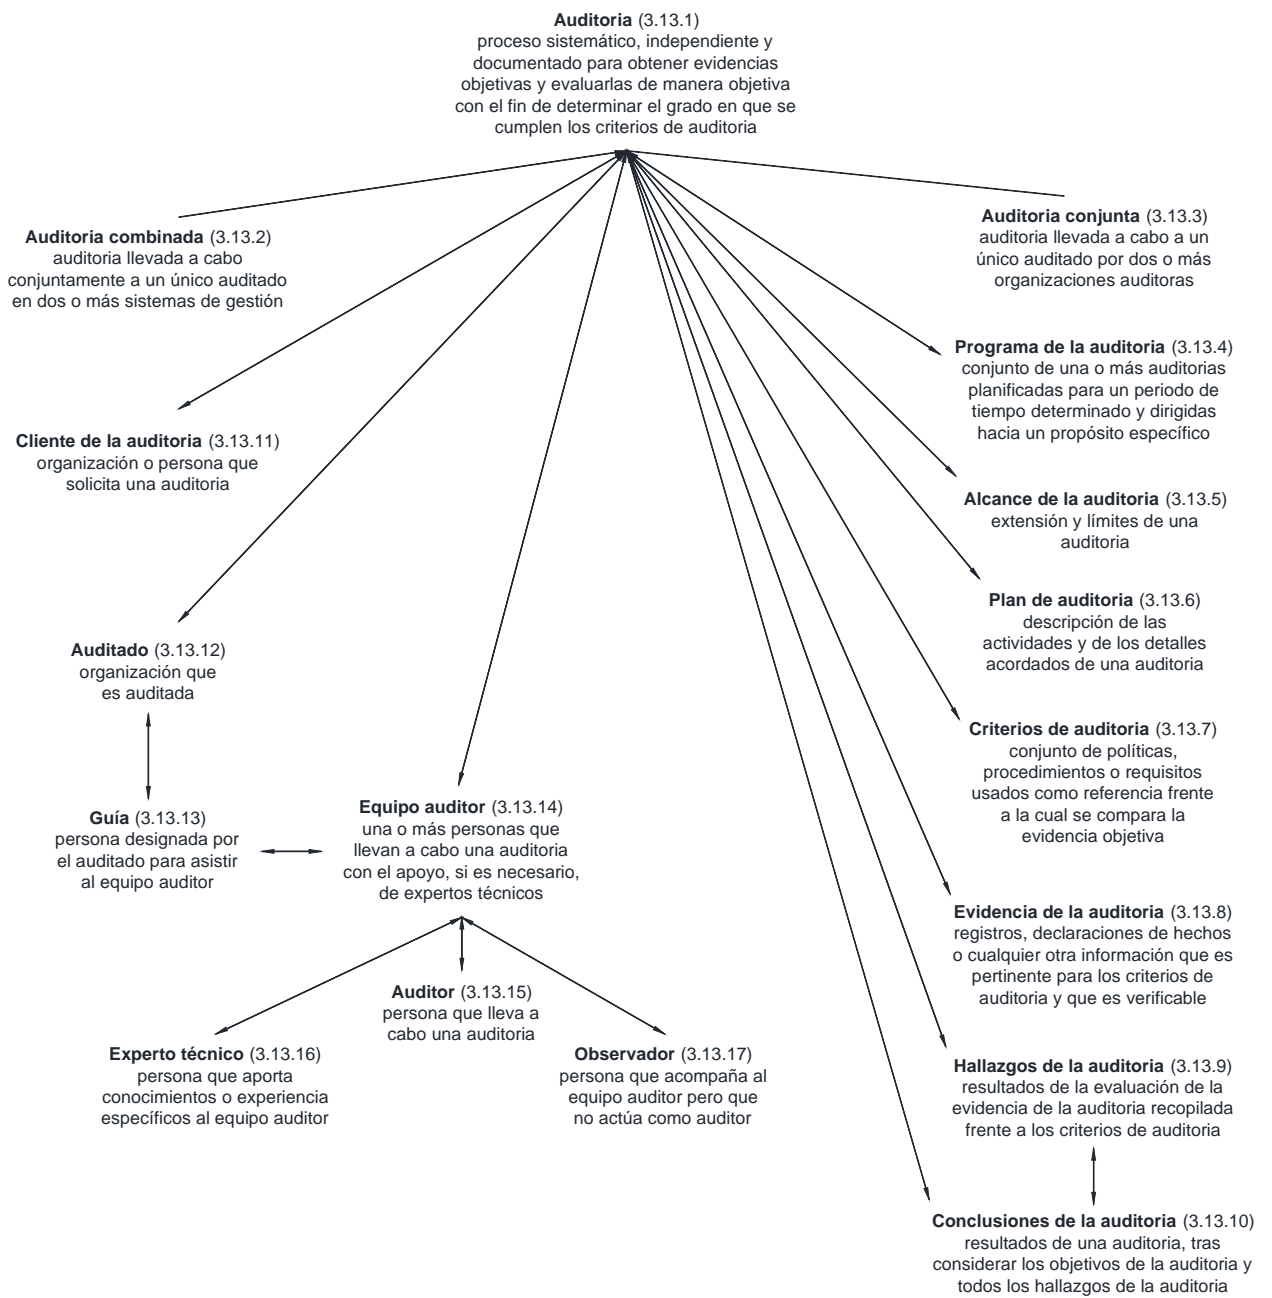 Auditoria (3.13.1)
proceso sistemático, independiente y
documentado para obtener evidencias
objetivas y evaluarlas de manera objetiva
con el fin de determinar el grado en que se
cumplen los criterios de auditoria
Auditoria combinada (3.13.2)
auditoria llevada a cabo
conjuntamente a un único auditado
en dos o más sistemas de gestión
Auditoria conjunta (3.13.3)
auditoria llevada a cabo a un
único auditado por dos o más
organizaciones auditoras
Programa de la auditoria (3.13.4)
conjunto de una o más auditorias
planificadas para un periodo de
tiempo determinado y dirigidas
hacia un propósito específico
Cliente de la auditoria (3.13.11)
organización o persona que
solicita una auditoria
Alcance de la auditoria (3.13.5)
extensión y límites de una
auditoria
Plan de auditoria (3.13.6)
descripción de las
actividades y de los detalles
acordados de una auditoria
Auditado (3.13.12)
organización que
es auditada
Criterios de auditoria (3.13.7)
conjunto de políticas,
procedimientos o requisitos
usados como referencia frente
a la cual se compara la
evidencia objetiva
Guía (3.13.13)
persona designada por
el auditado para asistir
al equipo auditor
Equipo auditor (3.13.14)
una o más personas que
llevan a cabo una auditoria
con el apoyo, si es necesario,
de expertos técnicos
Evidencia de la auditoria (3.13.8)
registros, declaraciones de hechos
o cualquier otra información que es
pertinente para los criterios de
auditoria y que es verificable
Auditor (3.13.15)
persona que lleva a
cabo una auditoria
Experto técnico (3.13.16)
persona que aporta
conocimientos o experiencia
específicos al equipo auditor
Observador (3.13.17)
persona que acompaña al
equipo auditor pero que
no actúa como auditor
Hallazgos de la auditoria (3.13.9)
resultados de la evaluación de la
evidencia de la auditoria recopilada
frente a los criterios de auditoria
Conclusiones de la auditoria (3.13.10)
resultados de una auditoria, tras
considerar los objetivos de la auditoria y
todos los hallazgos de la auditoria